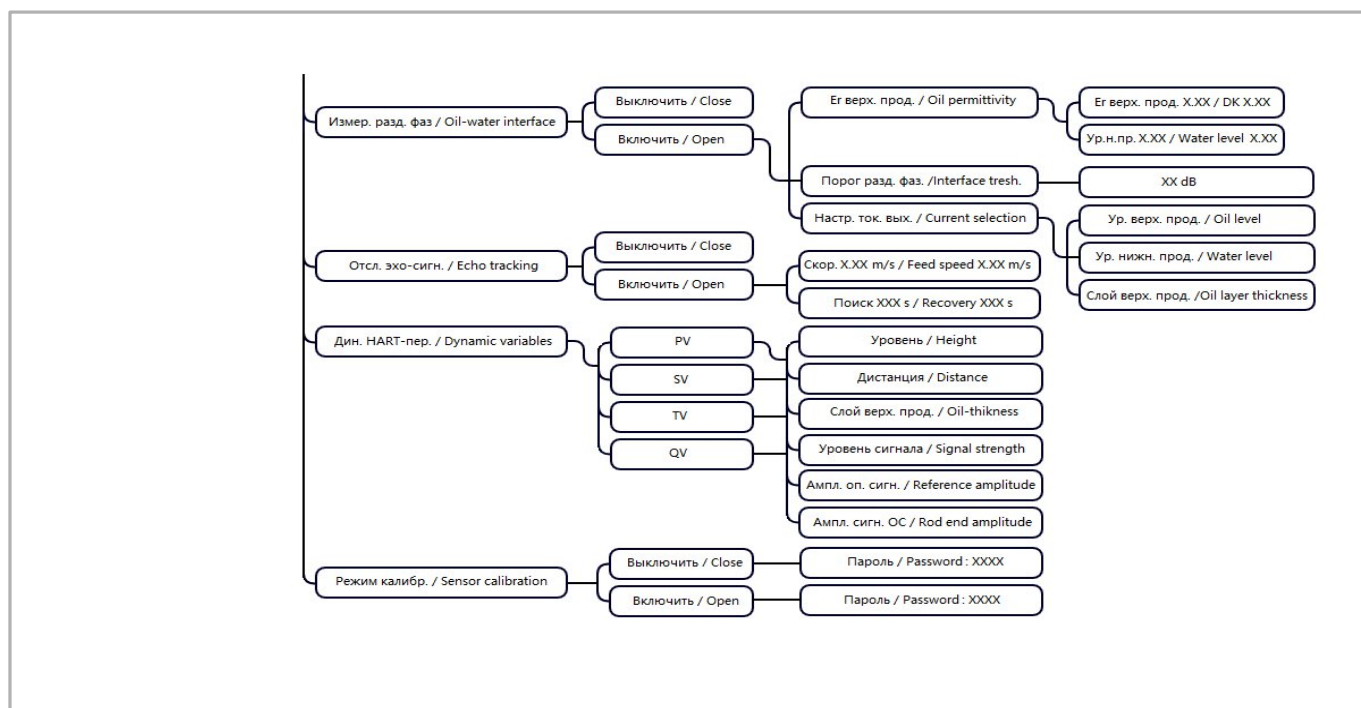 Измер. разд. фаз / Oil-water interface
Выключить / Close
Включить / Open
Er верх. прод. / Oil permittivity
Er верх. прод. X.XX / DK X.XX
Ур.н.пр. X.XX / Water level X.XX
Порог разд. фаз. /Interface tresh.
XX dB
Настр. ток. вых. / Current selection
Ур. верх. прод. / Oil level
Ур. нижн. прод. / Water level
Слой верх. прод. /Oil layer thickness
Отсл. эхо-сигн. / Echo tracking
Выключить / Close
Включить / Open
Скор. X.XX m/s / Feed speed X.XX m/s
Поиск XXX s / Recovery XXX s
Дин. HART-пер. / Dynamic variables
PV
SV
TV
QV
Уровень / Height
Дистанция / Distance
Слой верх. прод. / Oil-thikness
Уровень сигнала / Signal strength
Ампл. оп. сигн. / Reference amplitude
Ампл. сигн. ОС / Rod end amplitude
Режим калибр. / Sensor calibration
Выключить / Close
Пароль / Password : XXXX
Включить / Open
Пароль / Password : XXXX